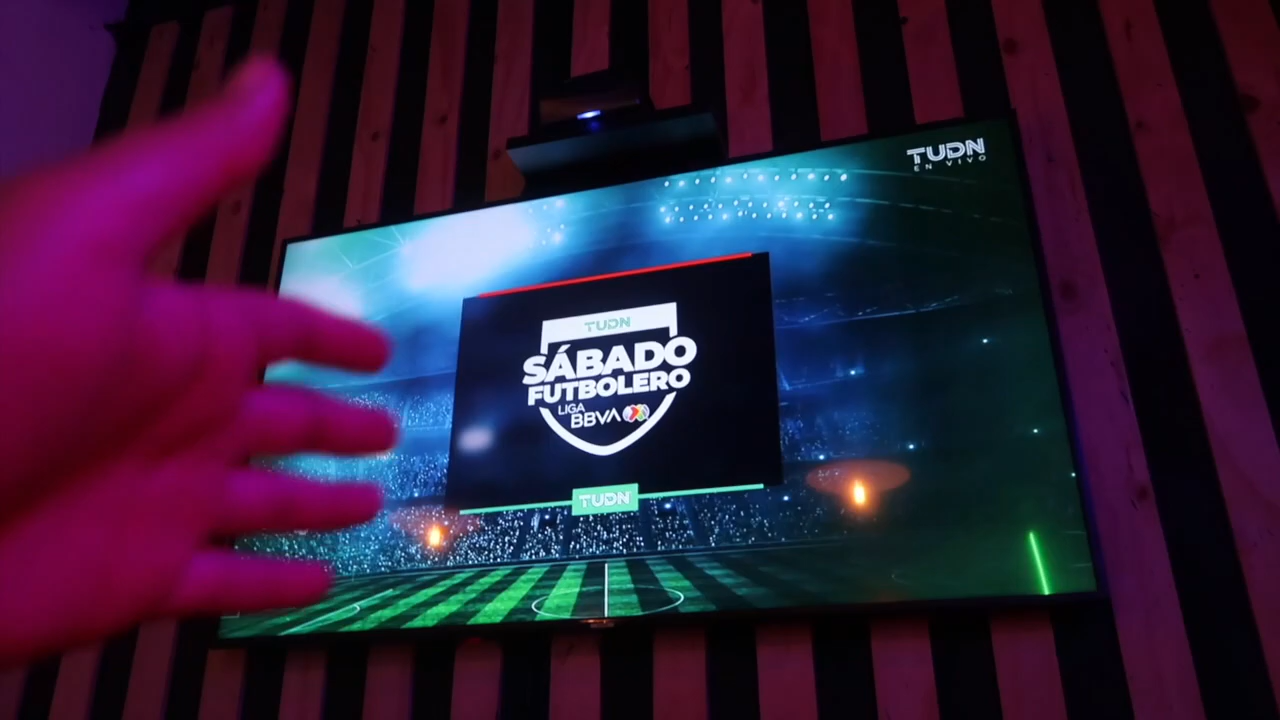 TUDN
EN VIVO
TUDN
SÁBADO
FUTBOLERO
LIGA
BBVA
TUDN